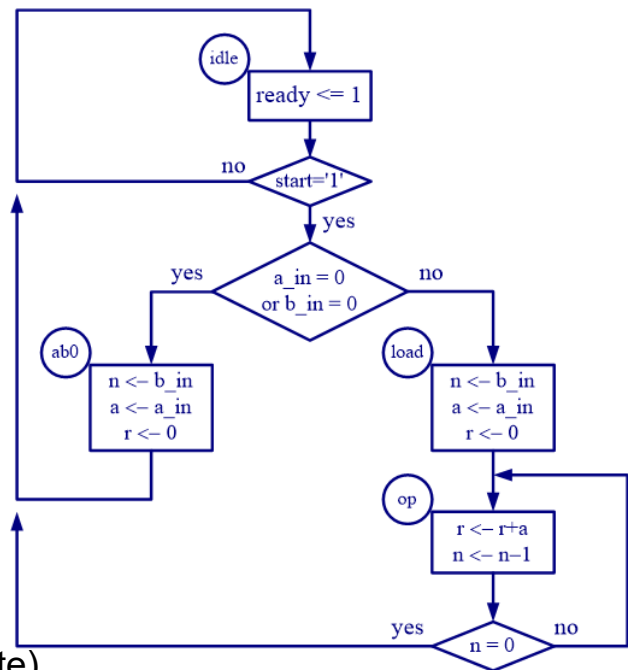 idle
ready <= 1
no
start='1'
yes
yes
a_in = 0
or b_in = 0
no
ab0
n <– b_in
a <– a_in
r <– 0
load
n <– b_in
a <– a_in
r <– 0
op
r <– r+a
n <– n–1
yes
n = 0
no
te)